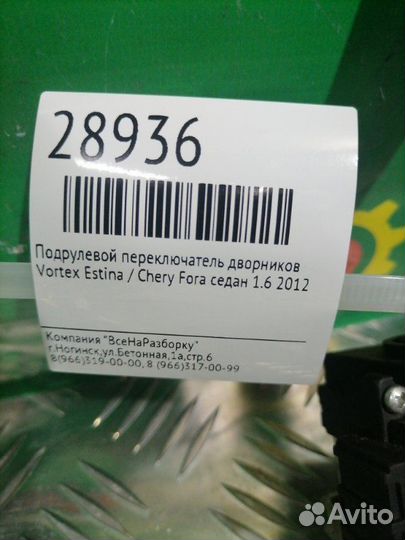 28936
Подрулевой переключатель дворников
Vortex Estina / Chery Fora седан 1.6 2012
Компания "ВсеНаРазборку"
г.Ногинск,ул.Бетонная,1а,стр.6
8(966)319-00-00, 8 (966)317-00-99
Avito